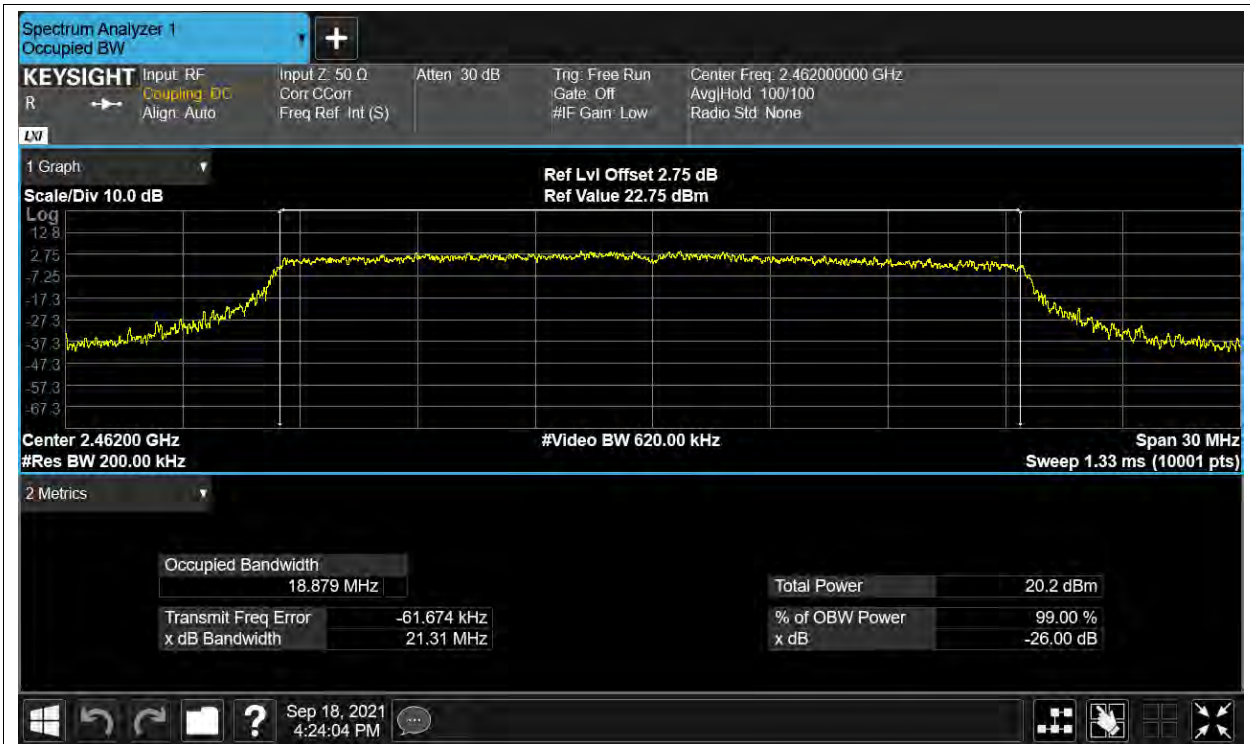 Spectrum Analyzer 1
Occupied BW
KEYSIGHT Input: RF Input Z: 50 Ω Atten: 30 dB Trig: Free Run Center Freq: 2.462000000 GHz
R Coupling: DC Corr CCorr Gate: Off Avg|Hold: 100/100
Align: Auto Freq Ref: Int (S) #IF Gain: Low Radio Std: None
LXI
1 Graph
Ref Lvl Offset 2.75 dB
Scale/Div 10.0 dB Ref Value 22.75 dBm
Log
12.8
2.75
-7.25
-17.3
-27.3
-37.3
-47.3
-57.3
-67.3
Center 2.46200 GHz #Video BW 620.00 kHz Span 30 MHz
#Res BW 200.00 kHz Sweep 1.33 ms (10001 pts)
2 Metrics
Occupied Bandwidth
18.879 MHz Total Power 20.2 dBm
Transmit Freq Error -61.674 kHz % of OBW Power 99.00 %
x dB Bandwidth 21.31 MHz x dB -26.00 dB
? Sep 18, 2021
4:24:04 PM